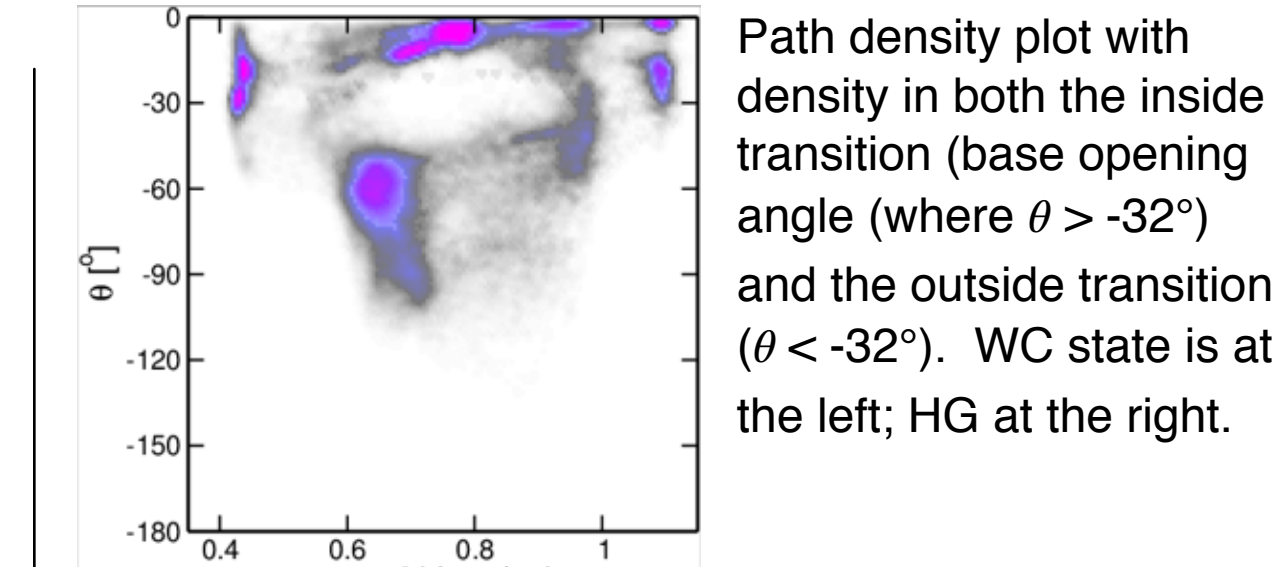 0
-30
-60
-90
-120
-150
-180
θ [°]
0.4 0.6 0.8 1
Path density plot with
density in both the inside
transition (base opening
angle (where θ > -32°)
and the outside transition
(θ < -32°).  WC state is at
the left; HG at the right.